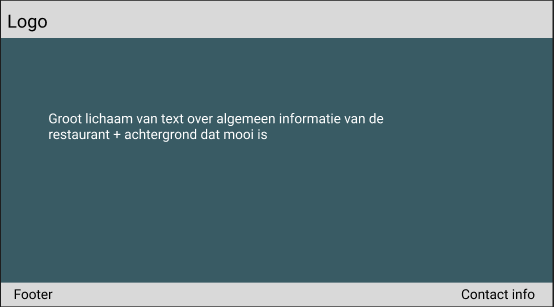 Logo
Groot lichaam van text over algemeen informatie van de
restaurant + achtergrond dat mooi is
Footer
Contact info